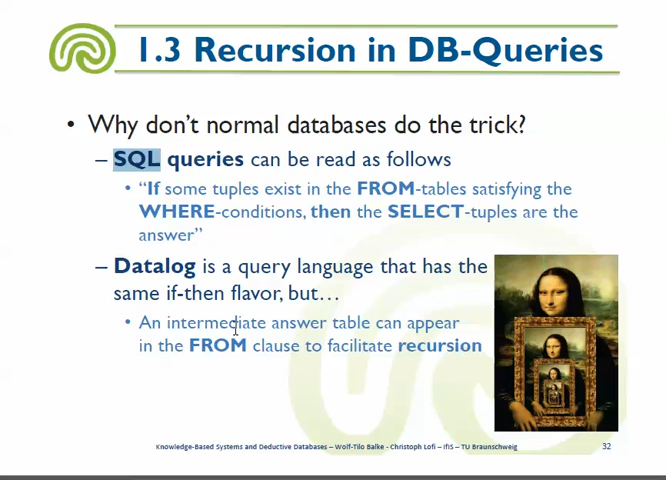 1.3 Recursion in DB-Queries
• Why don't normal databases do the trick?
– SQL queries can be read as follows
• "If some tuples exist in the FROM-tables satisfying the
WHERE-conditions, then the SELECT-tuples are the
answer"
– Datalog is a query language that has the
same if-then flavor, but…
• An intermediate answer table can appear
in the FROM clause to facilitate recursion
Knowledge-Based Systems and Deductive Databases – Wolf-Tilo Balke - Christoph Lofi – IfIS – TU Braunschweig
32